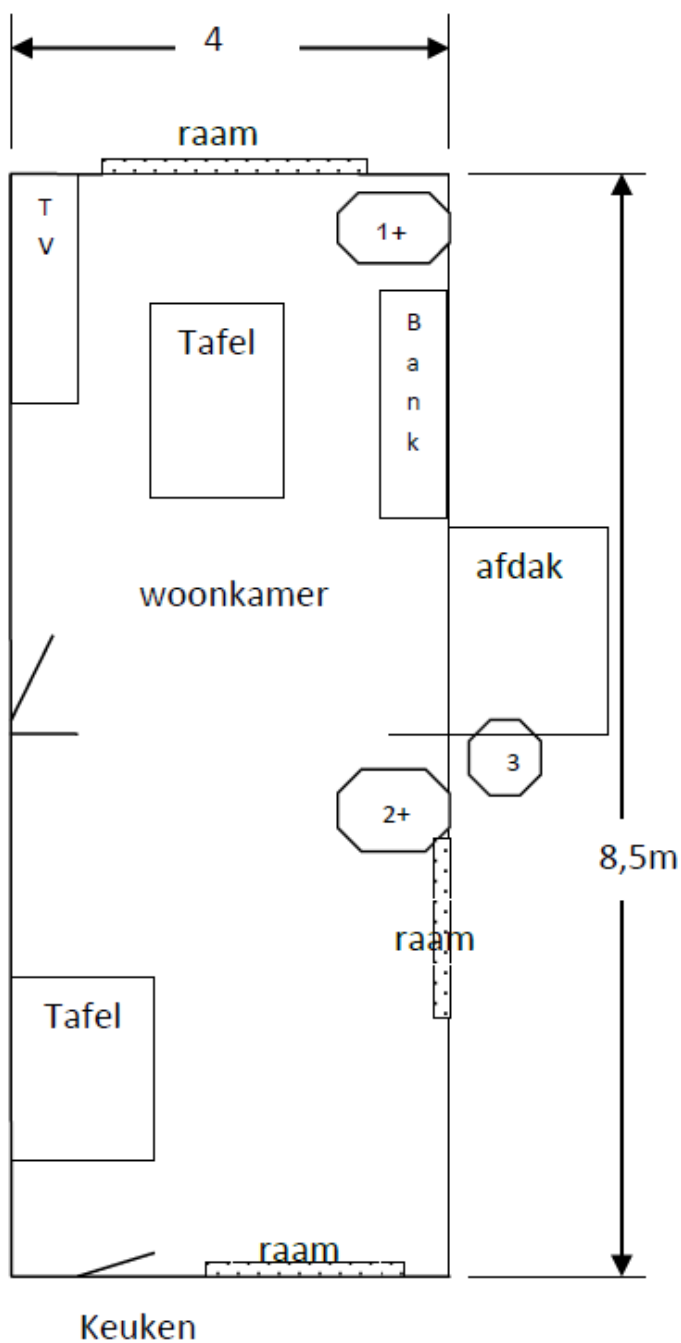 4
raam
T
V
1+
Tafel
B
a
n
k
afdak
woonkamer
3
2+
8,5m
raam
Tafel
raam
Keuken